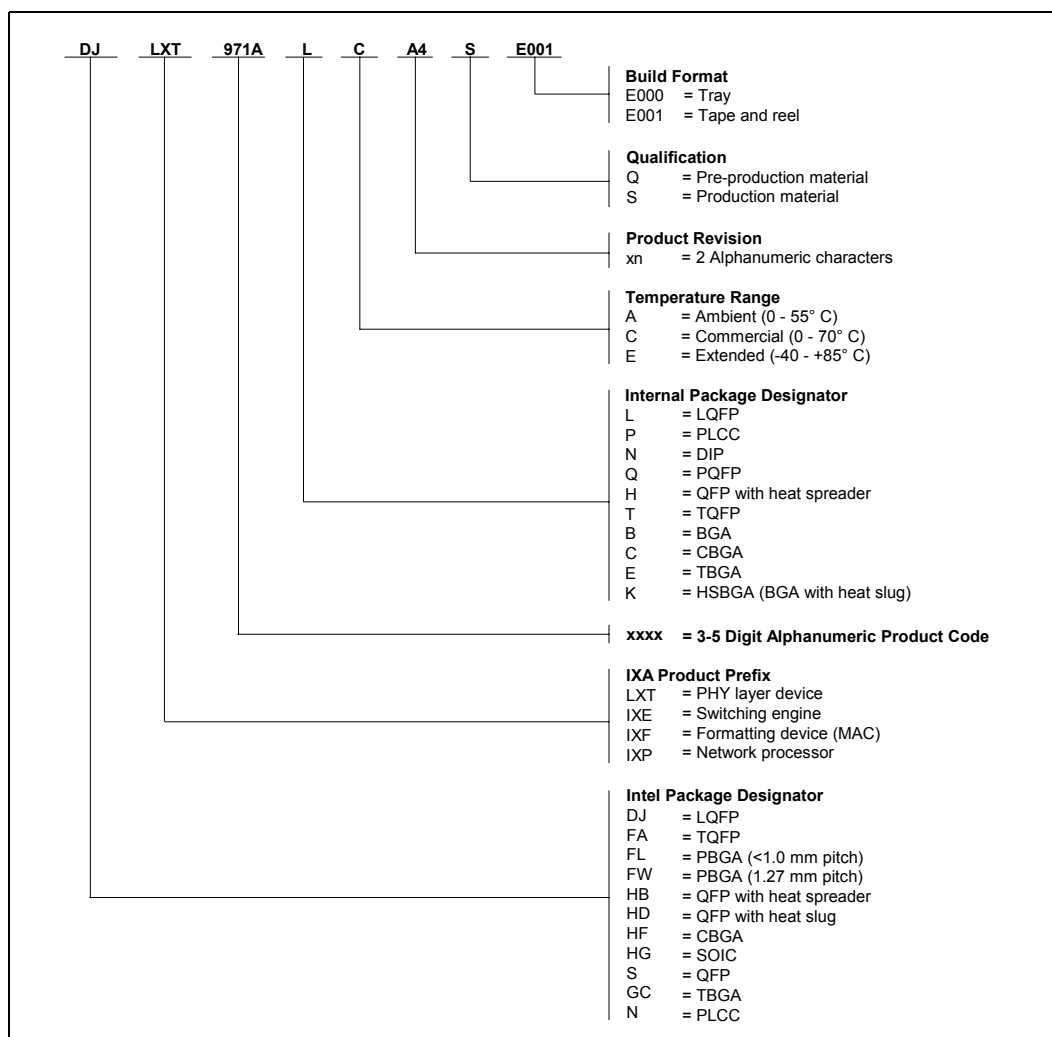 DJ LXT 971A L C A4 S E001
Build Format
E000 = Tray
E001 = Tape and reel
Qualification
Q = Pre-production material
S = Production material
Product Revision
xn = 2 Alphanumeric characters
Temperature Range
A = Ambient (0 - 55° C)
C = Commercial (0 - 70° C)
E = Extended (-40 - +85° C)
Internal Package Designator
L = LQFP
P = PLCC
N = DIP
Q = PQFP
H = QFP with heat spreader
T = TQFP
B = BGA
C = CBGA
E = TBGA
K = HSBGA (BGA with heat slug)
xxxx = 3-5 Digit Alphanumeric Product Code
IXA Product Prefix
LXT = PHY layer device
IXE = Switching engine
IXF = Formatting device (MAC)
IXP = Network processor
Intel Package Designator
DJ = LQFP
FA = TQFP
FL = PBGA (<1.0 mm pitch)
FW = PBGA (1.27 mm pitch)
HB = QFP with heat spreader
HD = QFP with heat slug
HF = CBGA
HG = SOIC
S = QFP
GC = TBGA
N = PLCC